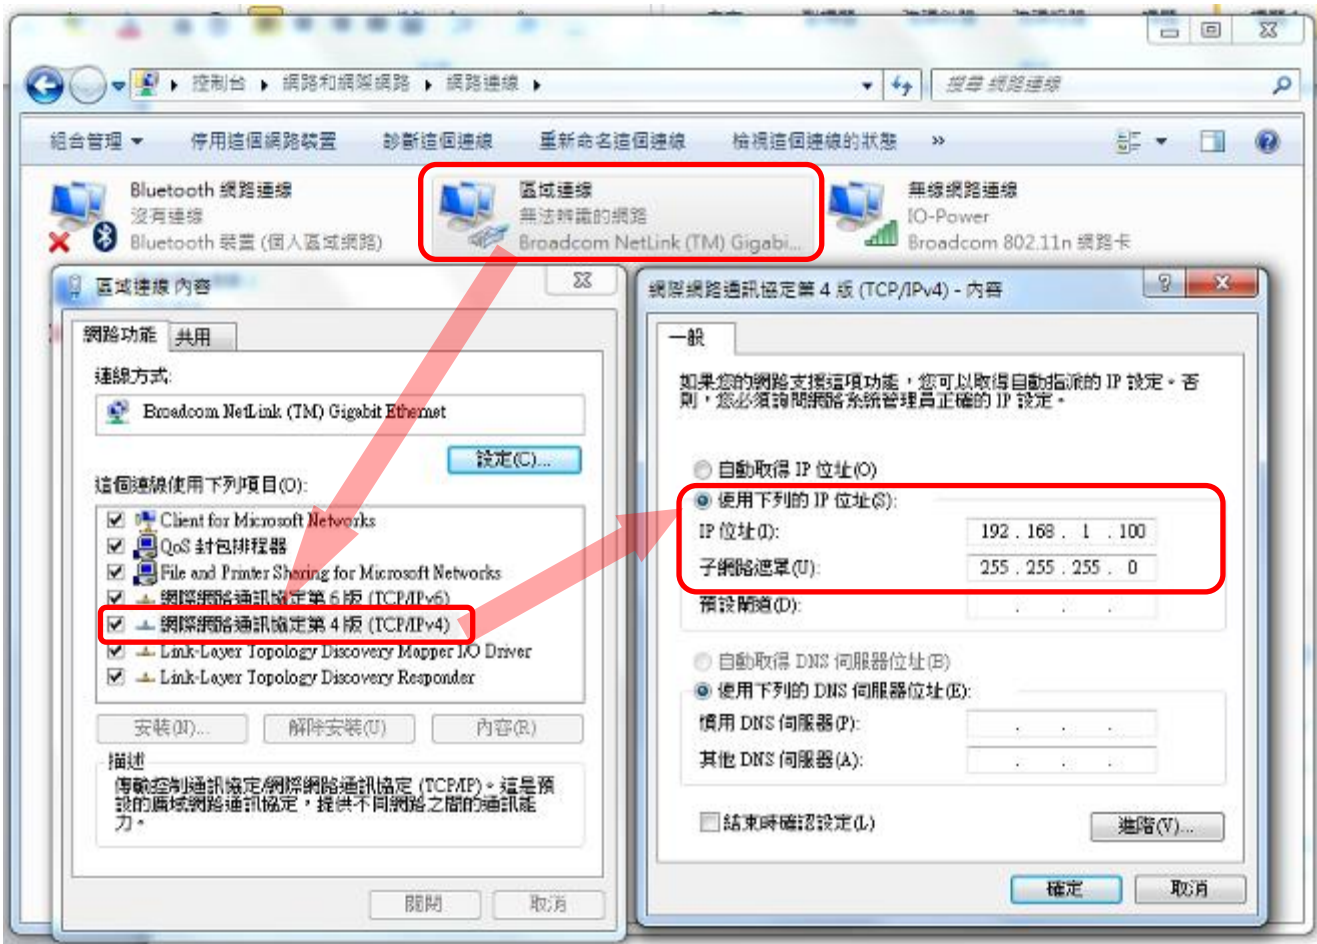 控制台 ▸ 網路和網際網路 ▸ 網路連線 ▸
搜尋 網路連線
組合管理 ▼ 停用這個網路裝置 診斷這個連線 重新命名這個連線 檢視這個連線的狀態 »
Bluetooth 網路連線
沒有連線
Bluetooth 裝置 (個人區域網路)
區域連線
無法辨識的網路
Broadcom NetLink (TM) Gigabi...
無線網路連線
IO-Power
Broadcom 802.11n 網路卡
區域連線 內容
網路功能 共用
連線方式:
Broadcom NetLink (TM) Gigabit Ethernet
設定(C)...
這個連線使用下列項目(O):
Client for Microsoft Networks
QoS 封包排程器
File and Printer Sharing for Microsoft Networks
網際網路通訊協定第 6 版 (TCP/IPv6)
網際網路通訊協定第 4 版 (TCP/IPv4)
Link-Layer Topology Discovery Mapper I/O Driver
Link-Layer Topology Discovery Responder
安裝(N)... 解除安裝(U) 內容(R)
描述
傳輸控制通訊協定/網際網路通訊協定 (TCP/IP)。這是預
設的廣域網路通訊協定，提供不同網路之間的通訊能
力。
關閉 取消
網際網路通訊協定第 4 版 (TCP/IPv4) - 內容
一般
如果您的網路支援這項功能，您可以取得自動指派的 IP 設定。否
則，您必須詢問網路系統管理員正確的 IP 設定。
自動取得 IP 位址(O)
使用下列的 IP 位址(S):
IP 位址(I): 192 . 168 . 1 . 100
子網路遮罩(U): 255 . 255 . 255 . 0
預設閘道(D): . . .
自動取得 DNS 伺服器位址(B)
使用下列的 DNS 伺服器位址(E):
慣用 DNS 伺服器(P): . . .
其他 DNS 伺服器(A): . . .
結束時確認設定(L)
進階(V)...
確定 取消